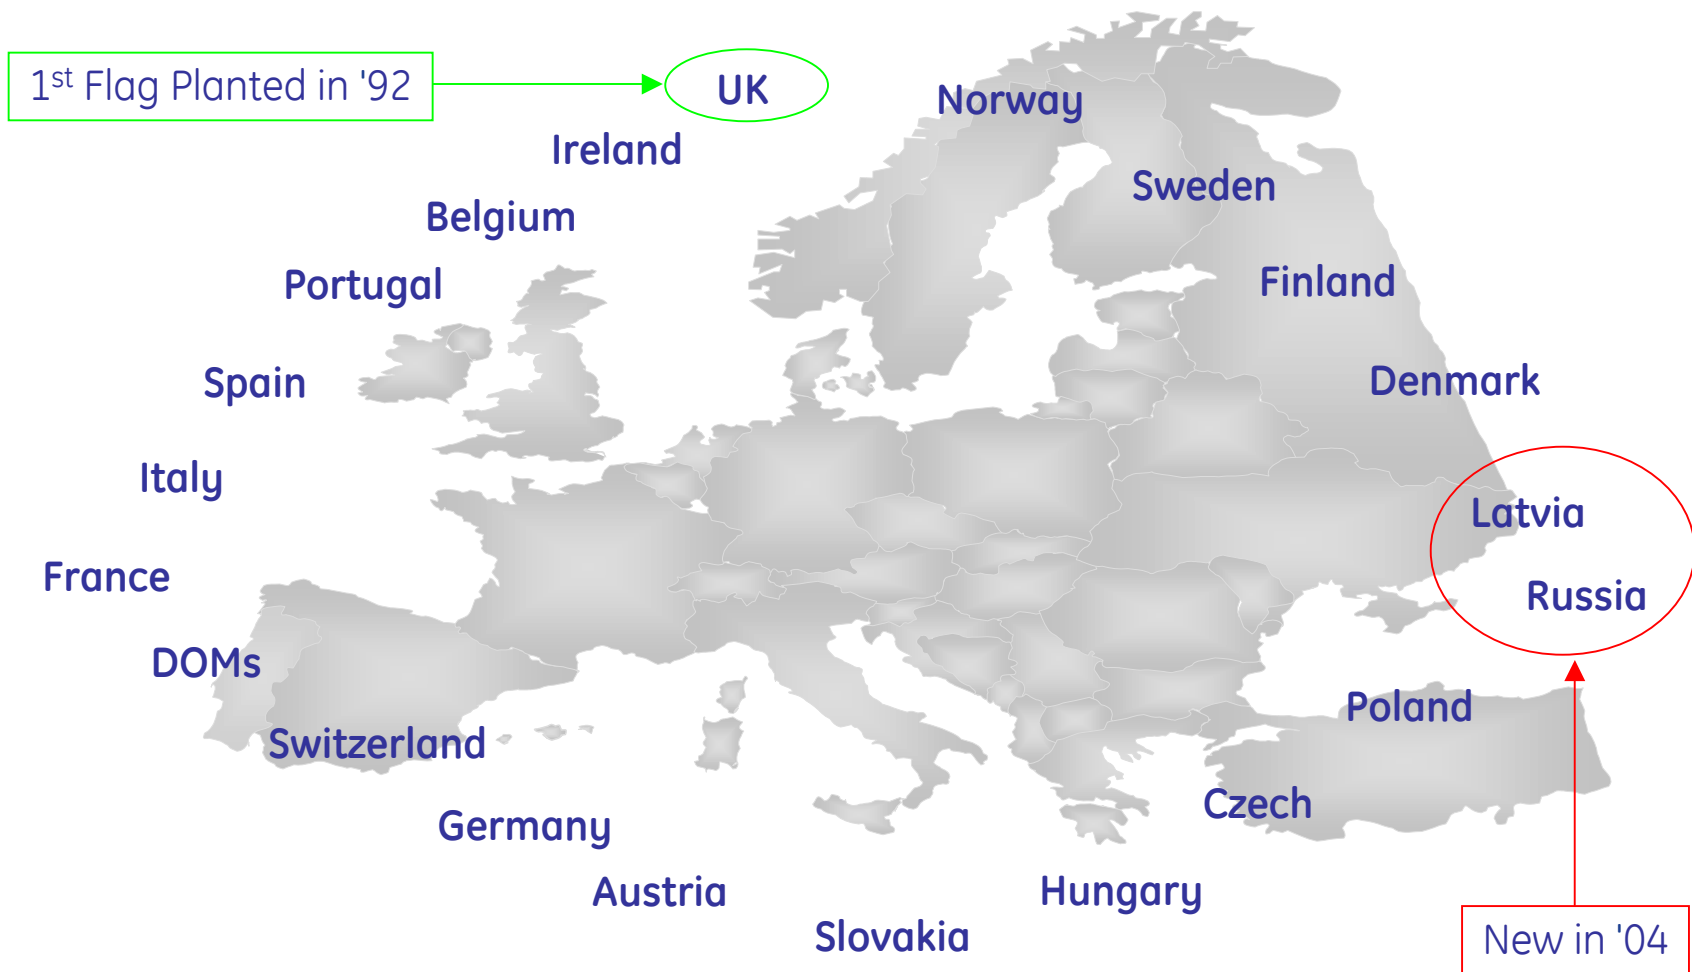 1st Flag Planted in '92
UK
Norway
Ireland
Sweden
Belgium
Portugal
Finland
Spain
Denmark
Italy
Latvia
France
Russia
DOMs
Poland
Switzerland
Czech
Germany
Austria
Hungary
Slovakia
New in '04